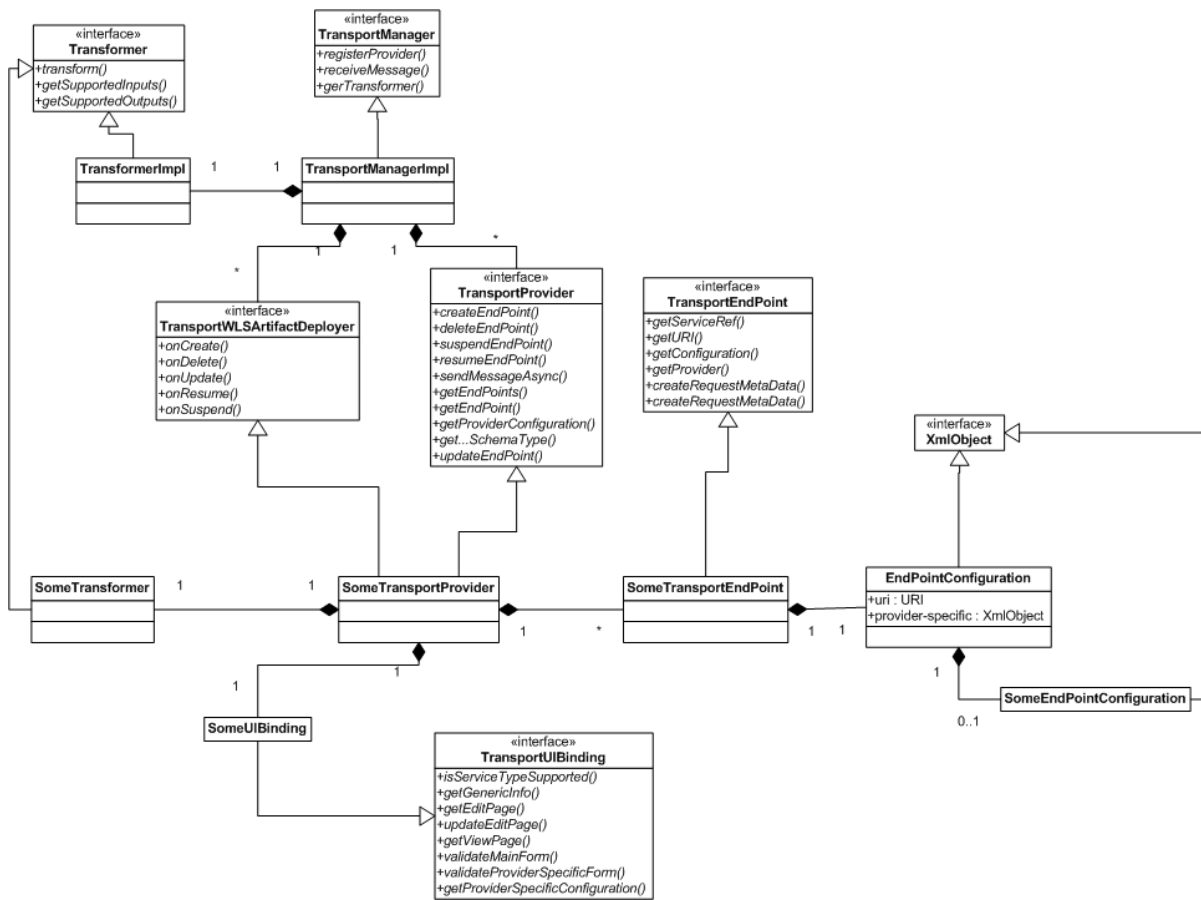 «interface»
Transformer
+transform()
+getSupportedInputs()
+getSupportedOutputs()
«interface»
TransportManager
+registerProvider()
+receiveMessage()
+gerTransformer()
TransformerImpl
1
1
TransportManagerImpl
1
*
1
*
«interface»
TransportWLSArtifactDeployer
+onCreate()
+onDelete()
+onUpdate()
+onResume()
+onSuspend()
«interface»
TransportProvider
+createEndPoint()
+deleteEndPoint()
+suspendEndPoint()
+resumeEndPoint()
+sendMessageAsync()
+getEndPoints()
+getEndPoint()
+getProviderConfiguration()
+get...SchemaType()
+updateEndPoint()
«interface»
TransportEndPoint
+getServiceRef()
+getURI()
+getConfiguration()
+getProvider()
+createRequestMetaData()
+createRequestMetaData()
«interface»
XmlObject
SomeTransformer
1
1
SomeTransportProvider
1
*
SomeTransportEndPoint
1
1
EndPointConfiguration
+uri : URI
+provider-specific : XmlObject
1
0..1
SomeEndPointConfiguration
1
1
SomeUIBinding
«interface»
TransportUIBinding
+isServiceTypeSupported()
+getGenericInfo()
+getEditPage()
+updateEditPage()
+getViewPage()
+validateMainForm()
+validateProviderSpecificForm()
+getProviderSpecificConfiguration()